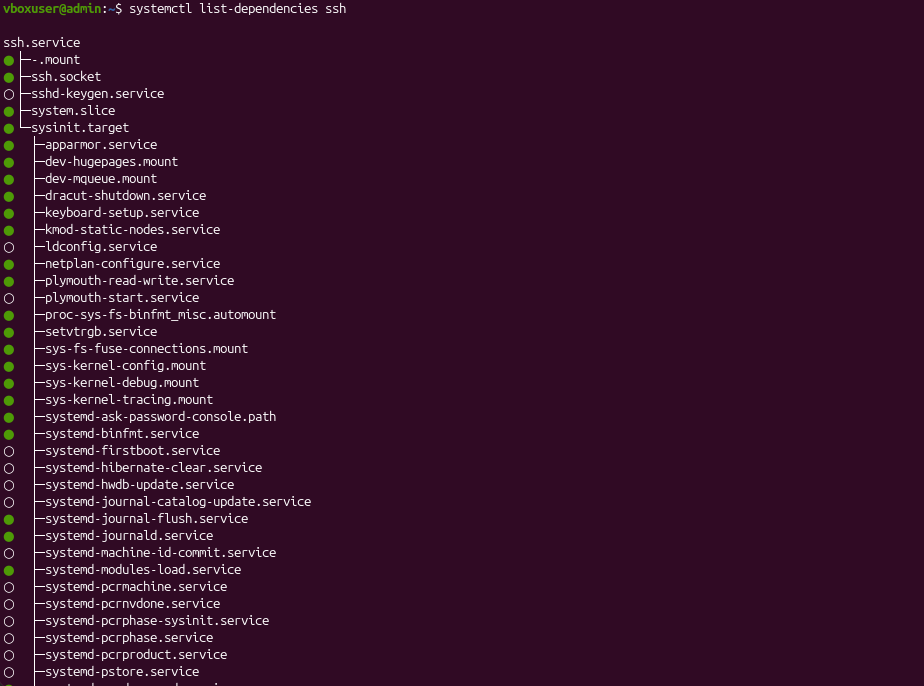 vboxuser@admin:~$ systemctl list-dependencies ssh
ssh.service
● ├─-.mount
● ├─ssh.socket
○ ├─sshd-keygen.service
● ├─system.slice
● └─sysinit.target
●   ├─apparmor.service
●   ├─dev-hugepages.mount
●   ├─dev-mqueue.mount
●   ├─dracut-shutdown.service
●   ├─keyboard-setup.service
●   ├─kmod-static-nodes.service
○   ├─ldconfig.service
●   ├─netplan-configure.service
●   ├─plymouth-read-write.service
○   ├─plymouth-start.service
●   ├─proc-sys-fs-binfmt_misc.automount
●   ├─setvtrgb.service
●   ├─sys-fs-fuse-connections.mount
●   ├─sys-kernel-config.mount
●   ├─sys-kernel-debug.mount
●   ├─sys-kernel-tracing.mount
●   ├─systemd-ask-password-console.path
●   ├─systemd-binfmt.service
○   ├─systemd-firstboot.service
○   ├─systemd-hibernate-clear.service
○   ├─systemd-hwdb-update.service
○   ├─systemd-journal-catalog-update.service
●   ├─systemd-journal-flush.service
●   ├─systemd-journald.service
○   ├─systemd-machine-id-commit.service
●   ├─systemd-modules-load.service
○   ├─systemd-pcrmachine.service
○   ├─systemd-pcrnvdone.service
○   ├─systemd-pcrphase-sysinit.service
○   ├─systemd-pcrphase.service
○   ├─systemd-pcrproduct.service
○   ├─systemd-pstore.service